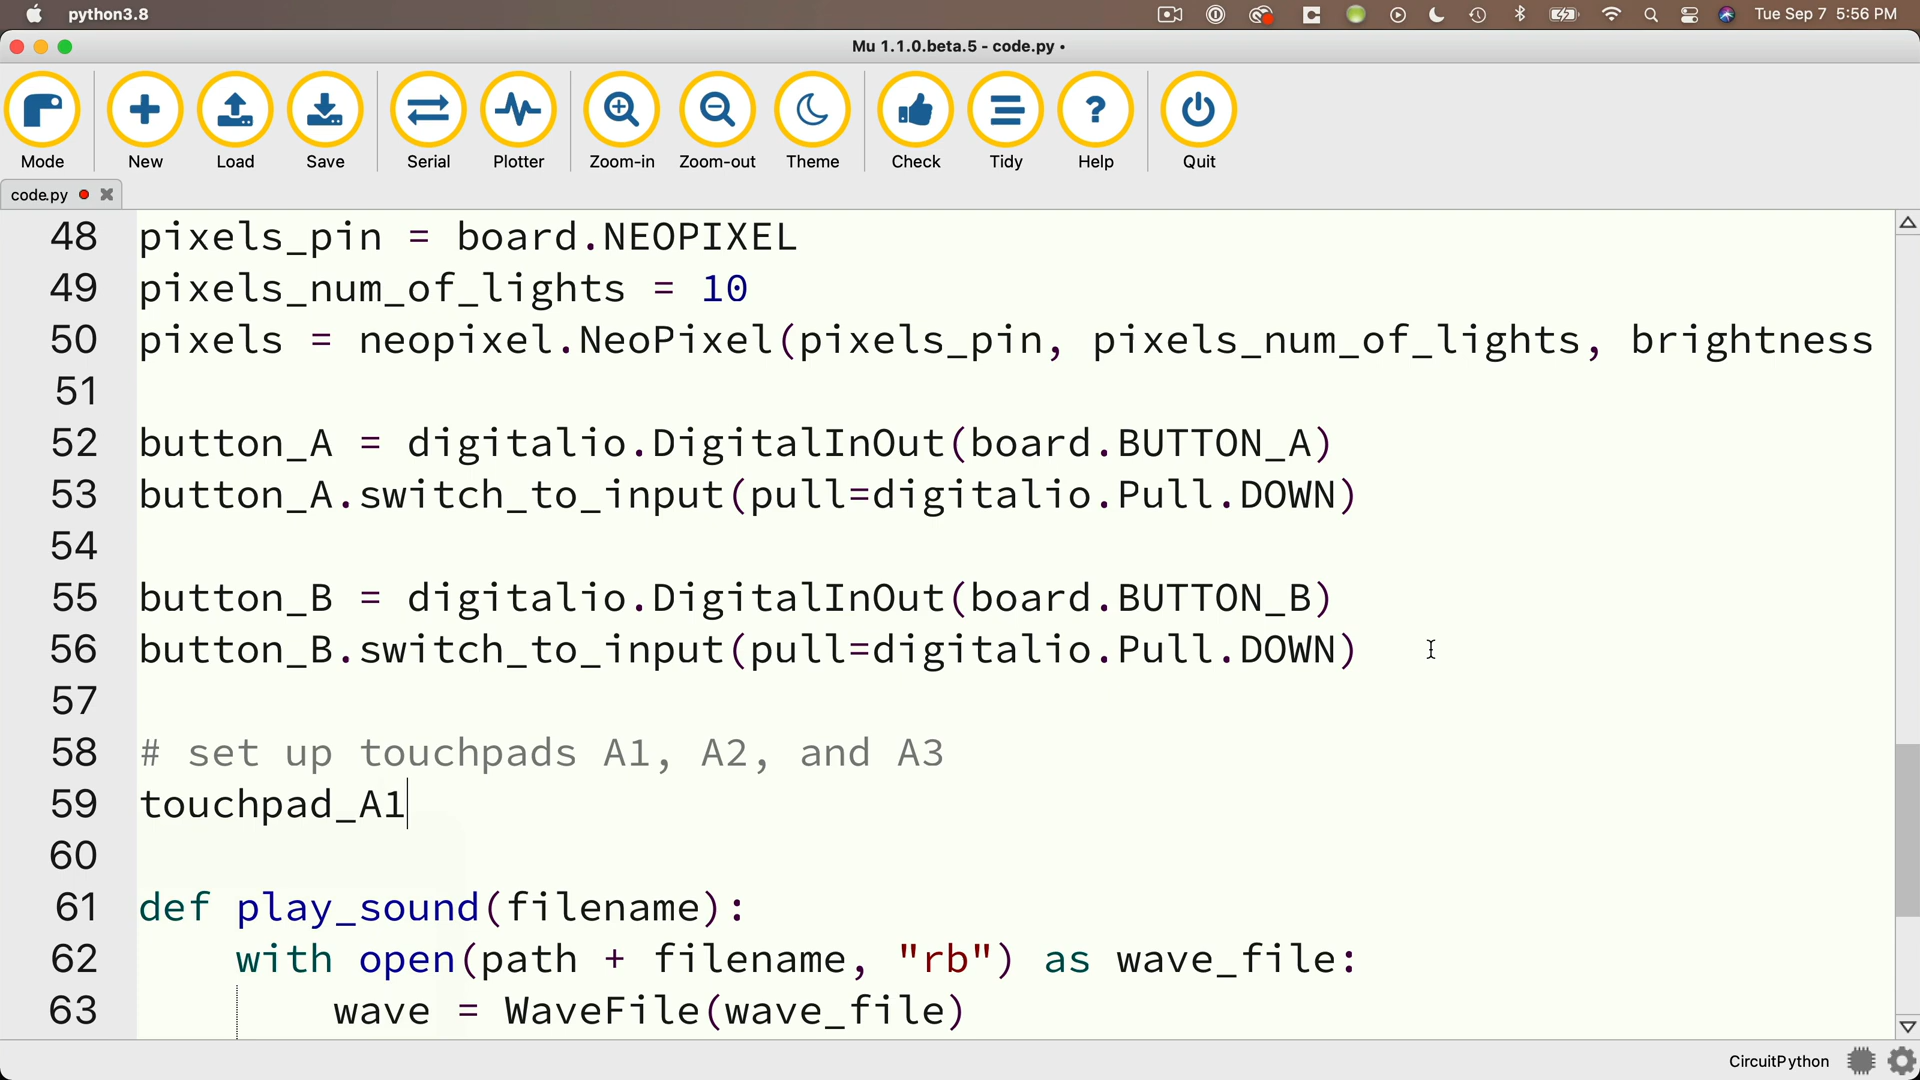 python3.8
Tue Sep 7 5:56 PM
Mu 1.1.0.beta.5 - code.py •
Mode New Load Save Serial Plotter Zoom-in Zoom-out Theme Check Tidy Help Quit
code.py
48 pixels_pin = board.NEOPIXEL
49 pixels_num_of_lights = 10
50 pixels = neopixel.NeoPixel(pixels_pin, pixels_num_of_lights, brightness
51
52 button_A = digitalio.DigitalInOut(board.BUTTON_A)
53 button_A.switch_to_input(pull=digitalio.Pull.DOWN)
54
55 button_B = digitalio.DigitalInOut(board.BUTTON_B)
56 button_B.switch_to_input(pull=digitalio.Pull.DOWN)
57
58 # set up touchpads A1, A2, and A3
59 touchpad_A1
60
61 def play_sound(filename):
62     with open(path + filename, "rb") as wave_file:
63         wave = WaveFile(wave_file)
CircuitPython